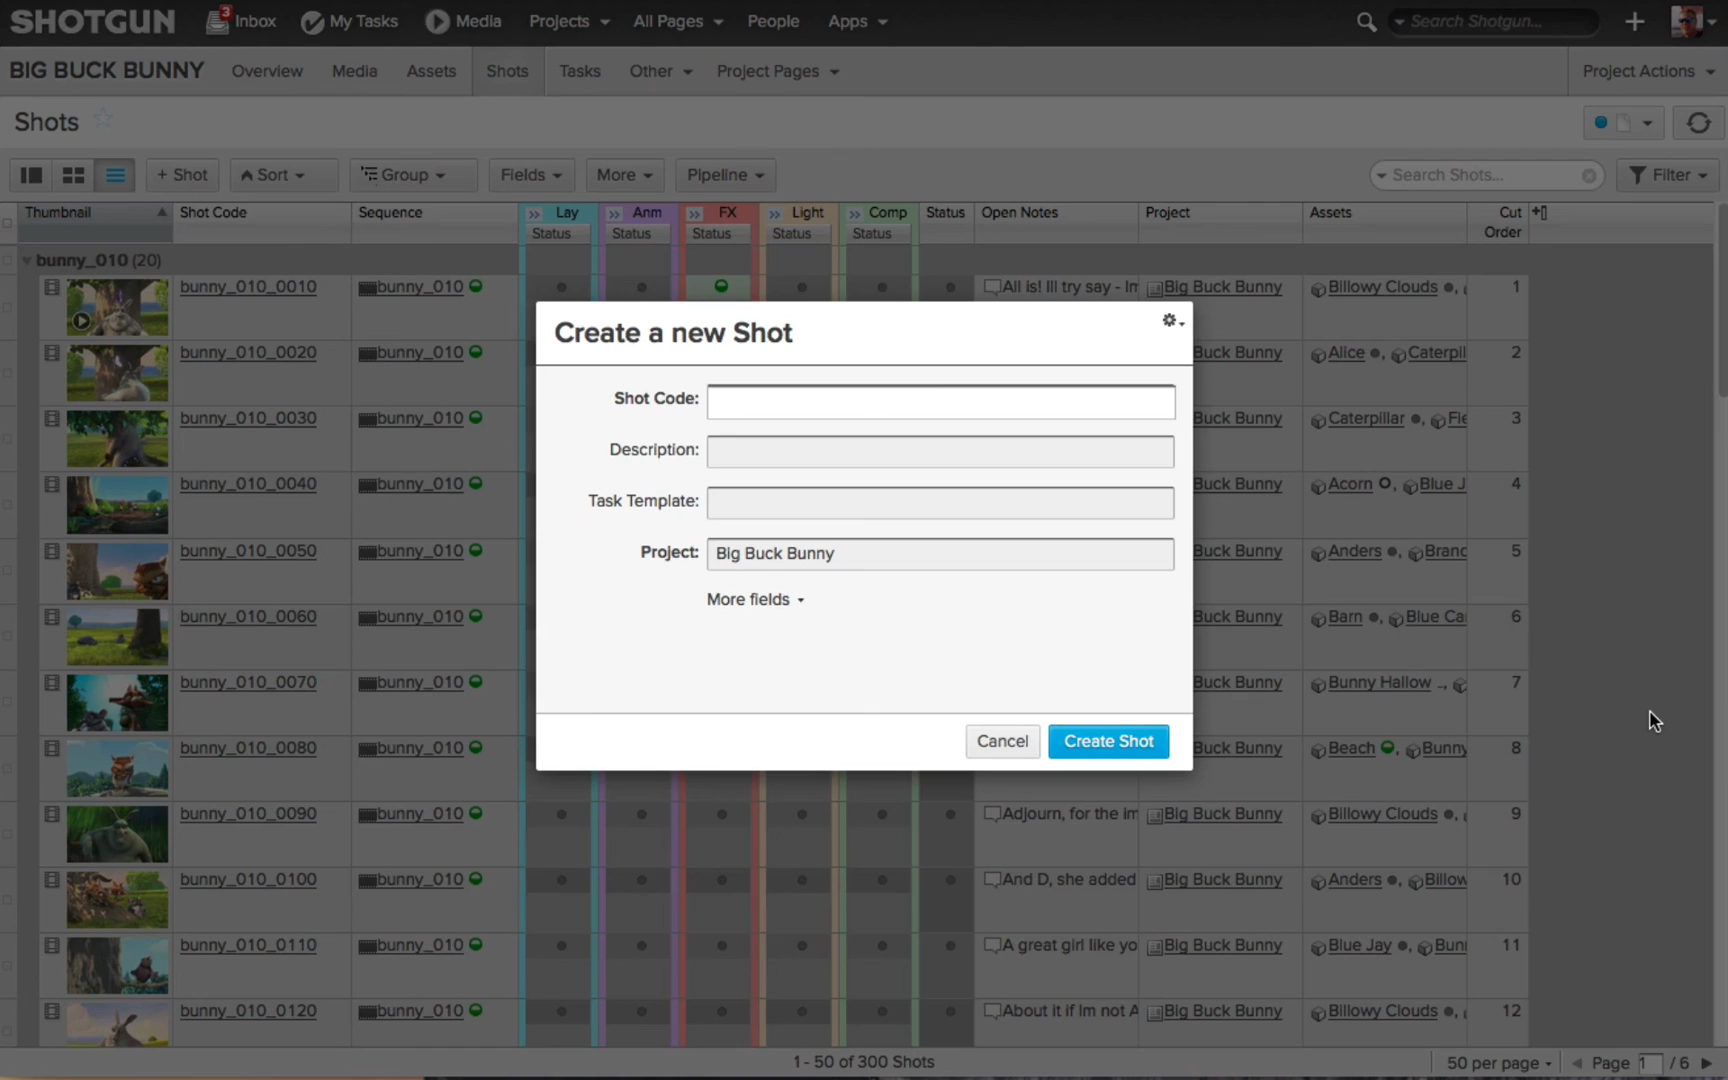 SHOTGUN 3 Inbox My Tasks Media Projects All Pages People Apps Search Shotgun...
BIG BUCK BUNNY Overview Media Assets Shots Tasks Other Project Pages Project Actions
Shots
+ Shot Sort Group Fields More Pipeline Search Shots... Filter
Thumbnail Shot Code Sequence Lay Anm FX Light Comp Status Open Notes Project Assets Cut
Status Status Status Status Status Order
bunny_010 (20)
bunny_010_0010 bunny_010 All is! Ill try say - Im Big Buck Bunny Billowy Clouds 1
bunny_010_0020 bunny_010 Buck Bunny Alice , Caterpil 2
bunny_010_0030 bunny_010 Buck Bunny Caterpillar , Fie 3
bunny_010_0040 bunny_010 Buck Bunny Acorn , Blue J 4
bunny_010_0050 bunny_010 Buck Bunny Anders , Branc 5
bunny_010_0060 bunny_010 Buck Bunny Barn , Blue Ca 6
bunny_010_0070 bunny_010 Buck Bunny Bunny Hallow 7
bunny_010_0080 bunny_010 Buck Bunny Beach , Bunny 8
bunny_010_0090 bunny_010 Adjourn, for the im Big Buck Bunny Billowy Clouds 9
bunny_010_0100 bunny_010 And D, she added Big Buck Bunny Anders , Billow 10
bunny_010_0110 bunny_010 A great girl like yo Big Buck Bunny Blue Jay , Bun 11
bunny_010_0120 bunny_010 About it if Im not A Big Buck Bunny Billowy Clouds 12
Create a new Shot
Shot Code:
Description:
Task Template:
Project: Big Buck Bunny
More fields
Cancel Create Shot
1 - 50 of 300 Shots 50 per page Page 1 / 6